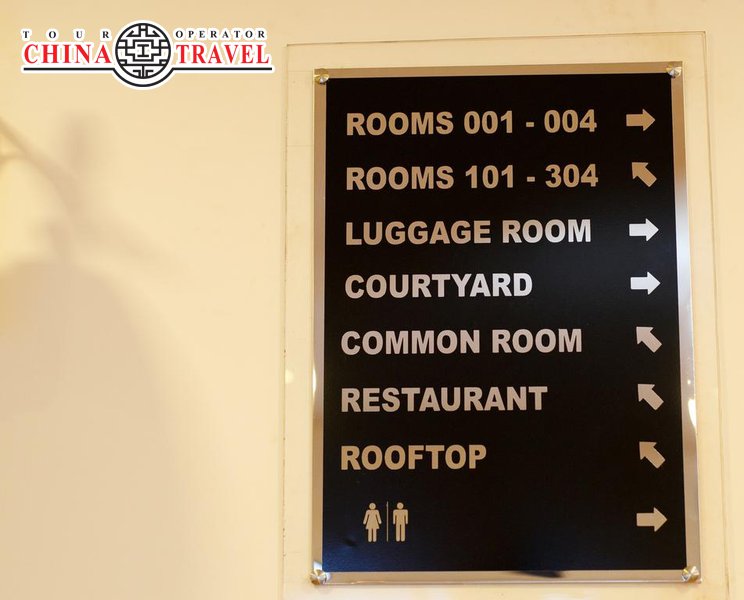 TOUR OPERATOR
CHINA TRAVEL
ROOMS 001 - 004
ROOMS 101 - 304
LUGGAGE ROOM
COURTYARD
COMMON ROOM
RESTAURANT
ROOFTOP